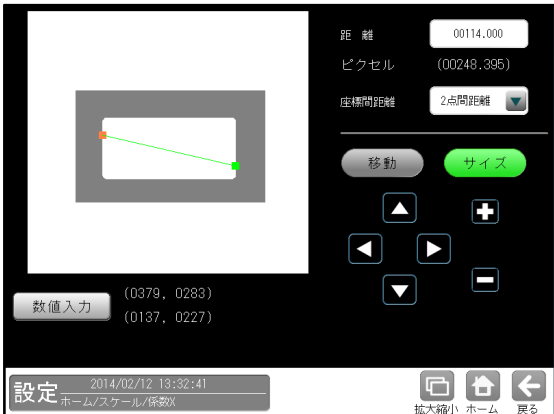 距 離 00114.000
ピクセル (00248.395)
座標間距離 2点間距離
移動 サイズ
数値入力
(0379, 0283)
(0137, 0227)
設定
2014/02/12 13:32:41
ホーム/スケール/係数X
拡大縮小 ホーム 戻る